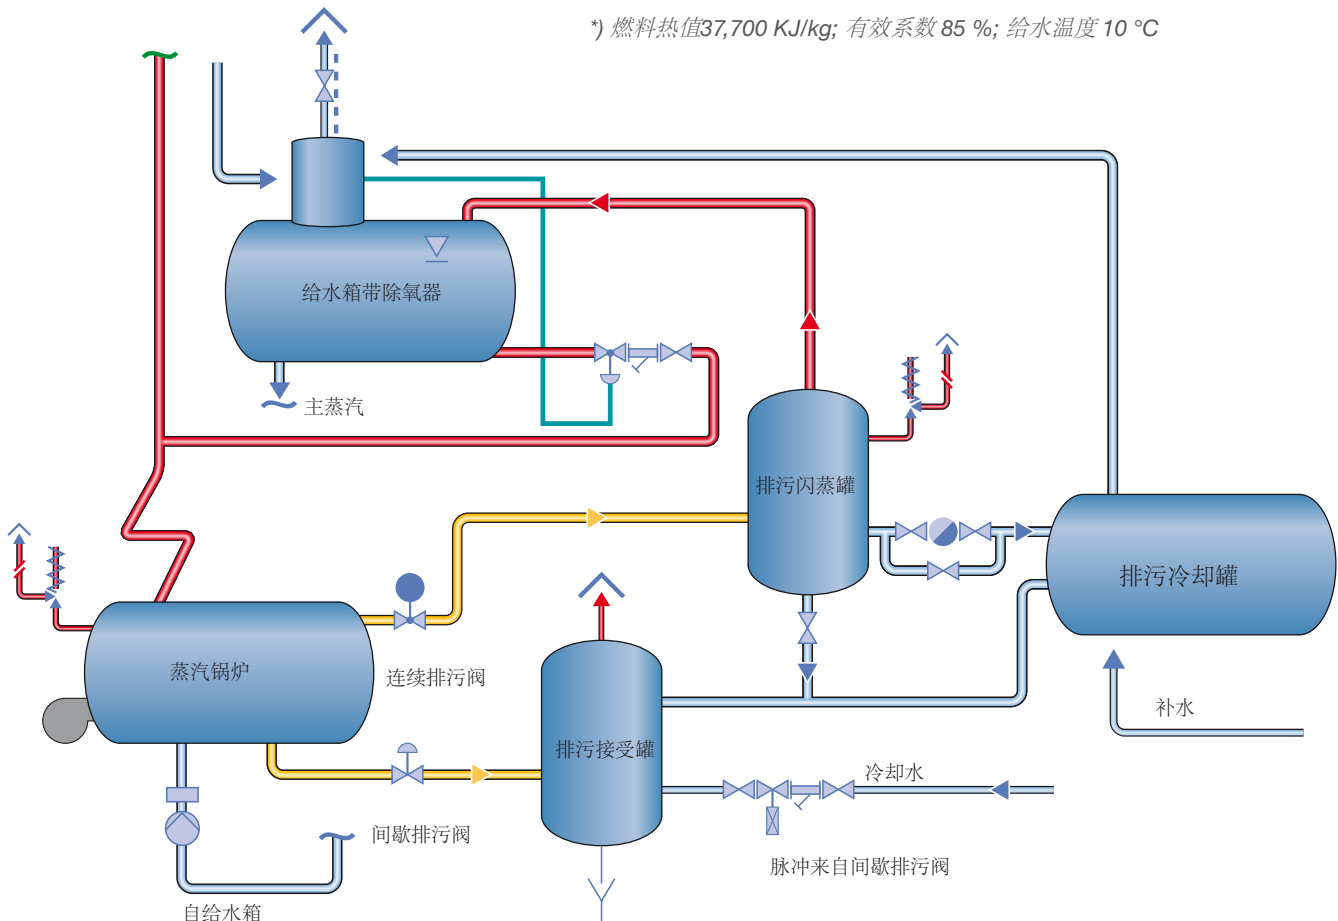 *) 燃料热值37,700 KJ/kg; 有效系数 85 %; 给水温度 10 °C
给水箱带除氧器
主蒸汽
排污闪蒸罐
排污冷却罐
蒸汽锅炉
连续排污阀
补水
排污接受罐
冷却水
间歇排污阀
脉冲来自间歇排污阀
自给水箱